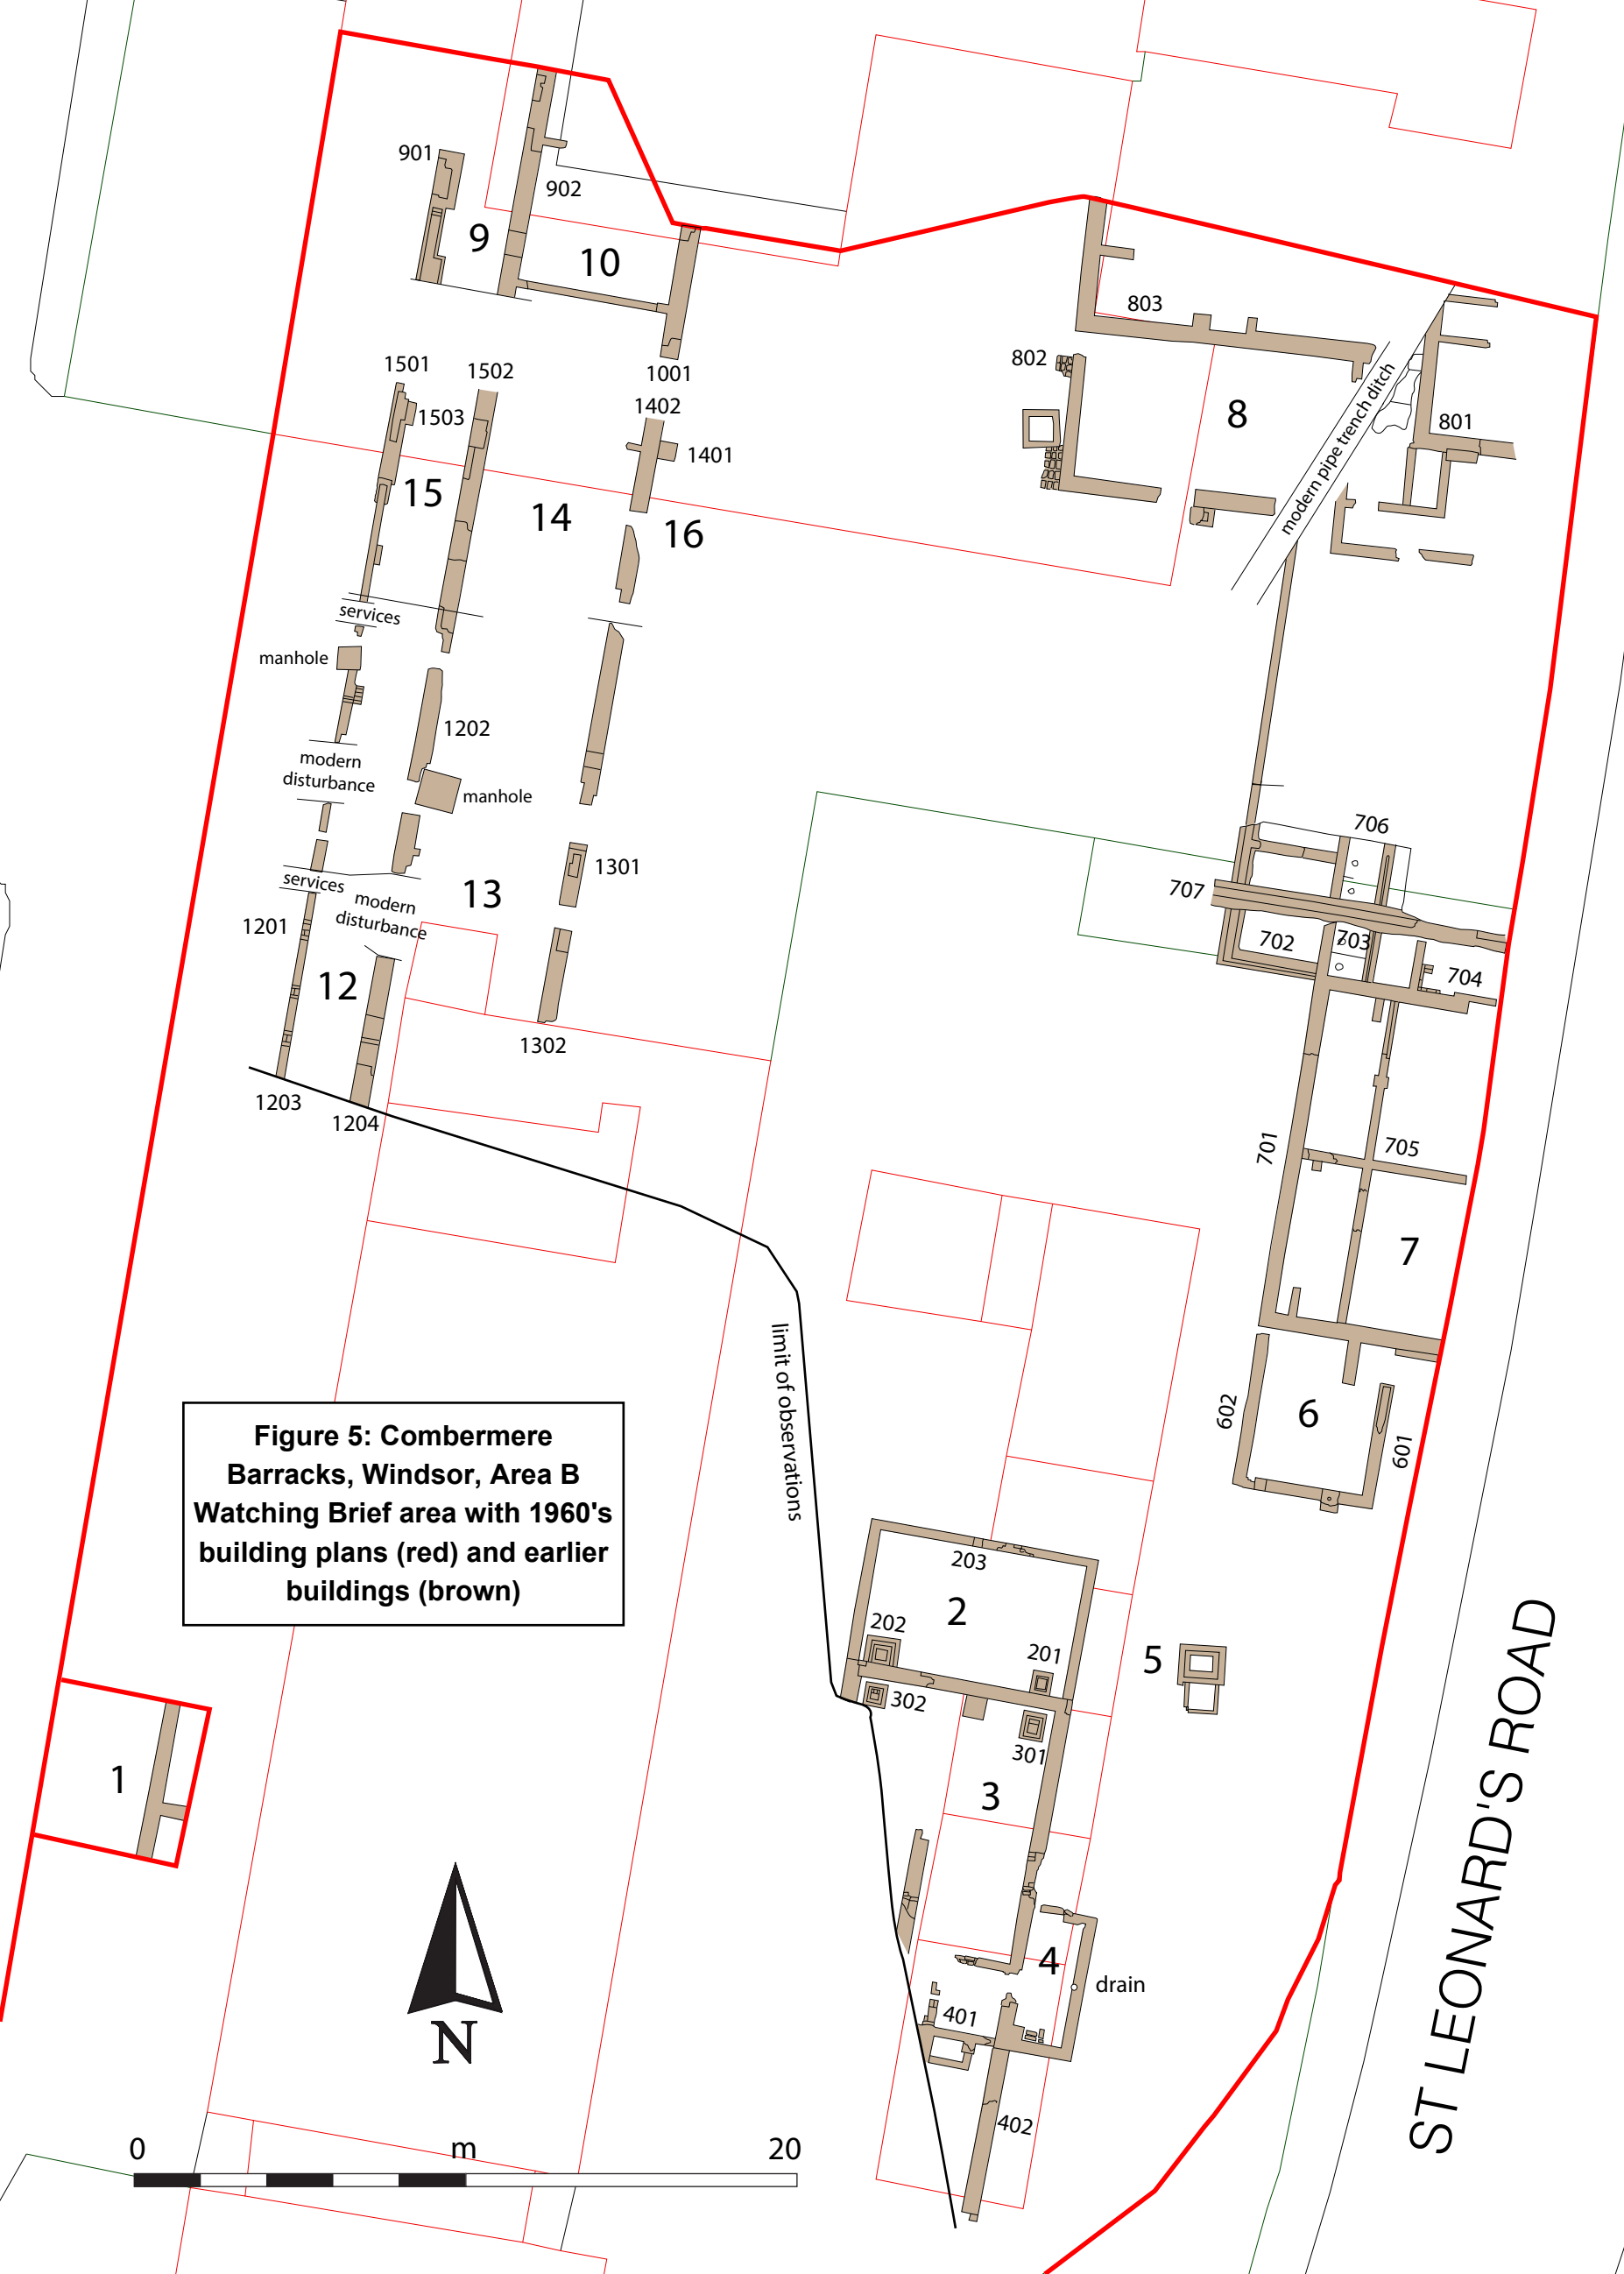 901
902
9
10
803
802
8
801
modern pipe trench ditch
1001
1501
1502
1402
1503
1401
15
14
16
services
manhole
1202
modern
disturbance
manhole
1301
13
services
modern
disturbance
1201
12
1302
1203
1204
706
707
702
703
704
701
705
7
602
6
601
limit of observations
Figure 5: Combermere
Barracks, Windsor, Area B
Watching Brief area with 1960's
building plans (red) and earlier
buildings (brown)
203
2
202
201
5
302
301
3
1
4
drain
401
402
N
0 m 20
ST LEONARD'S ROAD